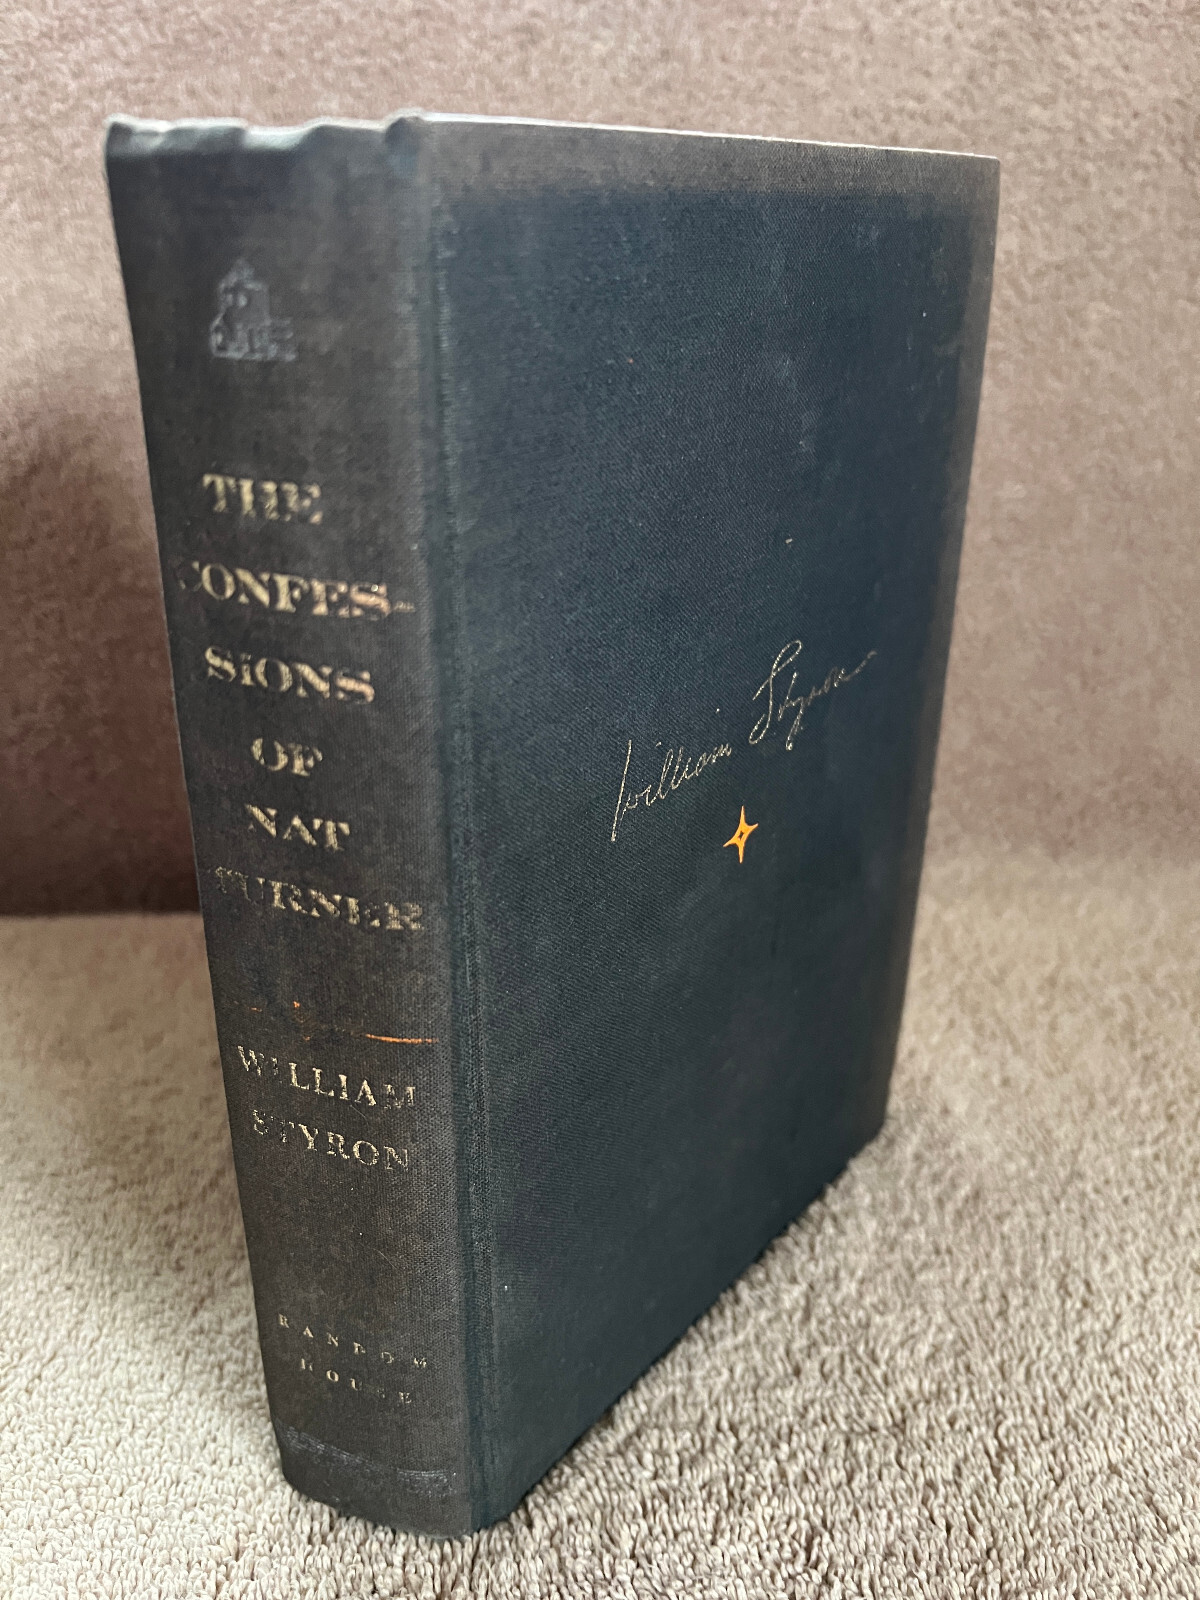 THE
CONFES-
SIONS
OF
NAT
TURNER
WILLIAM
STYRON
RANDOM
HOUSE
William Styron